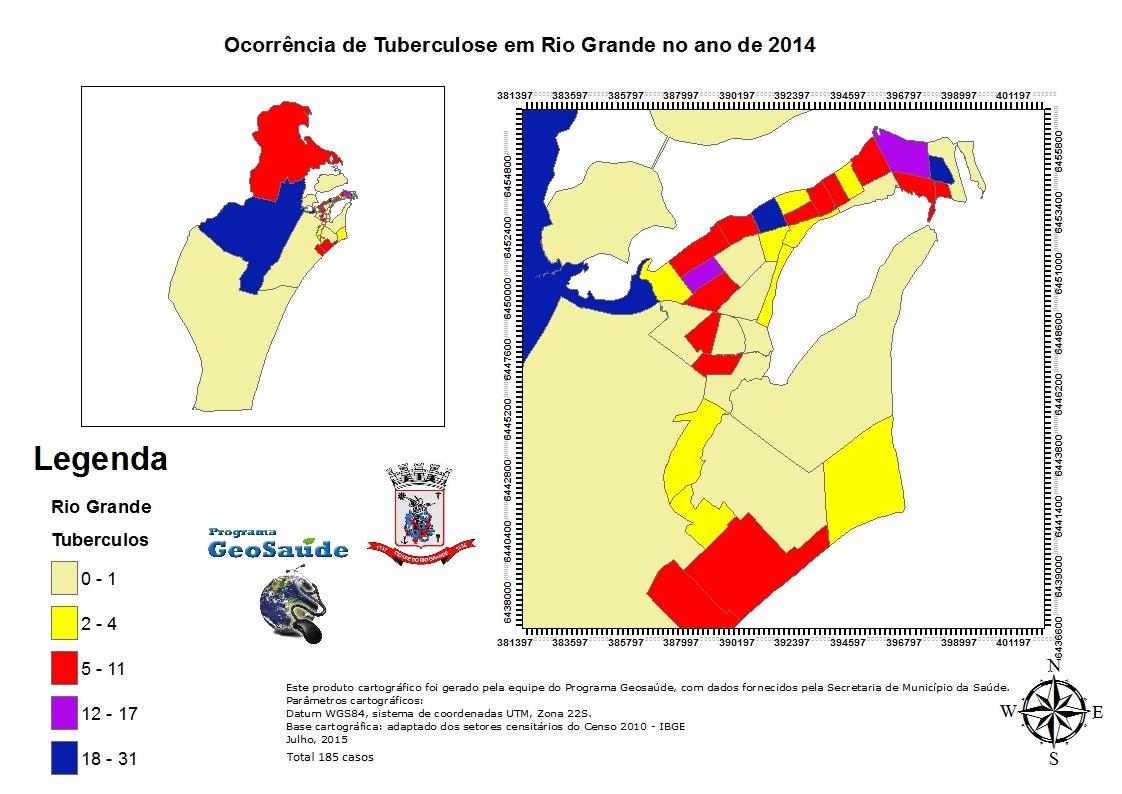 Ocorrência de Tuberculose em Rio Grande no ano de 2014
381397 383597 385797 387997 390197 392397 394597 396797 398997 401197
6454800
6452400
6450000
6447600
6445200
6442800
6440400
6438000
6455800
6453400
6451000
6448600
6446200
6443800
6441400
6439000
6436600
381397 383597 385797 387997 390197 392397 394597 396797 398997 401197
Legenda
Rio Grande
Tuberculos
0 - 1
2 - 4
5 - 11
12 - 17
18 - 31
Programa
GeoSaúde
CIDADE DO RIO GRANDE
N
W E
S
Este produto cartográfico foi gerado pela equipe do Programa Geosaúde, com dados fornecidos pela Secretaria de Município da Saúde.
Parâmetros cartográficos:
Datum WGS84, sistema de coordenadas UTM, Zona 22S.
Base cartográfica: adaptado dos setores censitários do Censo 2010 - IBGE
Julho, 2015
Total 185 casos